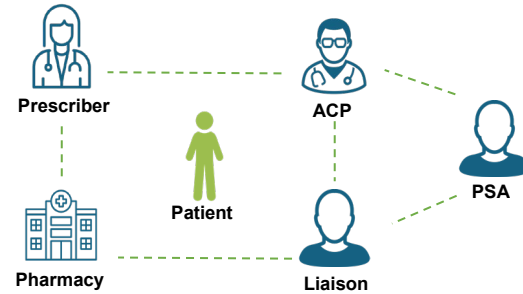 Prescriber
ACP
PSA
Patient
Pharmacy
Liaison